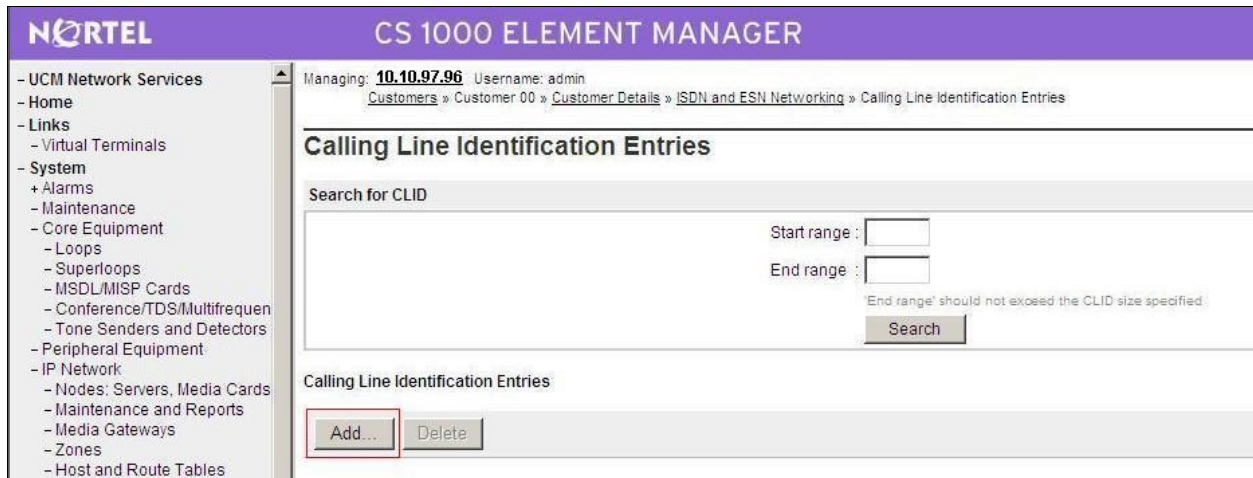 NORTEL
CS 1000 ELEMENT MANAGER
- UCM Network Services
- Home
- Links
- Virtual Terminals
- System
+ Alarms
- Maintenance
- Core Equipment
- Loops
- Superloops
- MSDL/MISP Cards
- Conference/TDS/Multifrequen
- Tone Senders and Detectors
- Peripheral Equipment
- IP Network
- Nodes: Servers, Media Cards
- Maintenance and Reports
- Media Gateways
- Zones
- Host and Route Tables
Managing: 10.10.97.96 Username: admin
Customers » Customer 00 » Customer Details » ISDN and ESN Networking » Calling Line Identification Entries
Calling Line Identification Entries
Search for CLID
Start range :
End range :
'End range' should not exceed the CLID size specified
Search
Calling Line Identification Entries
Add... Delete